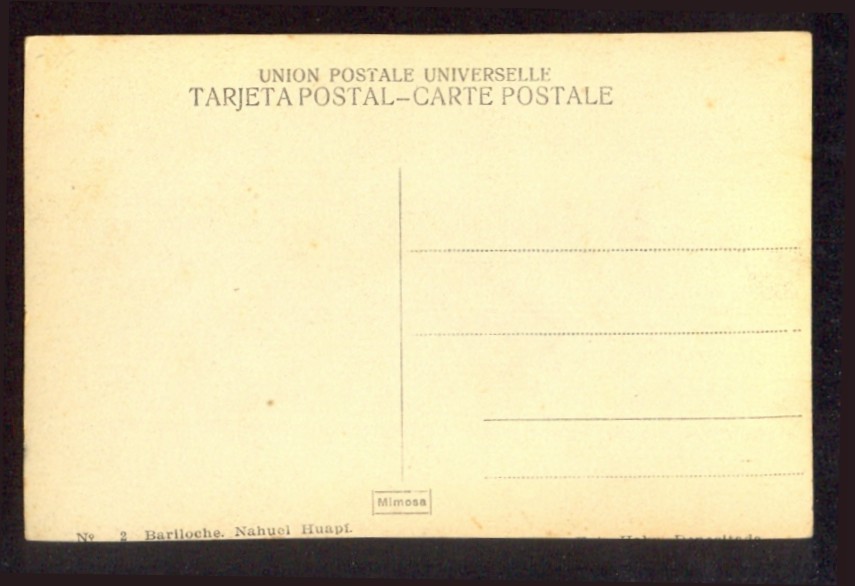 UNION POSTALE UNIVERSELLE
TARJETA POSTAL–CARTE POSTALE
Mimosa
Nº 2 Bariloche. Nahuel Huapí.